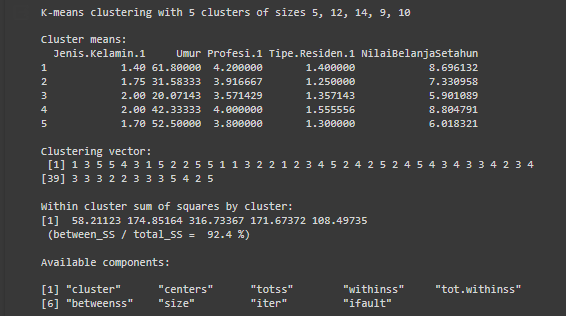 K-means clustering with 5 clusters of sizes 5, 12, 14, 9, 10
Cluster means:
Jenis.Kelamin.1 Umur Profesi.1 Tipe.Residen.1 NilaiBelanjaSetahun
1 1.40 61.80000 4.200000 1.400000 8.696132
2 1.75 31.58333 3.916667 1.250000 7.330958
3 2.00 20.07143 3.571429 1.357143 5.901089
4 2.00 42.33333 4.000000 1.555556 8.804791
5 1.70 52.50000 3.800000 1.300000 6.018321
Clustering vector:
[1] 1 3 5 5 4 3 1 5 2 2 5 5 1 1 3 2 2 1 2 3 4 5 2 4 2 5 2 4 5 4 3 4 3 3 4 2 3 4
[39] 3 3 3 2 2 3 3 3 5 4 2 5
Within cluster sum of squares by cluster:
[1] 58.21123 174.85164 316.73367 171.67372 108.49735
(between_SS / total_SS = 92.4 %)
Available components:
[1] "cluster" "centers" "totss" "withinss" "tot.withinss"
[6] "betweenss" "size" "iter" "ifault"